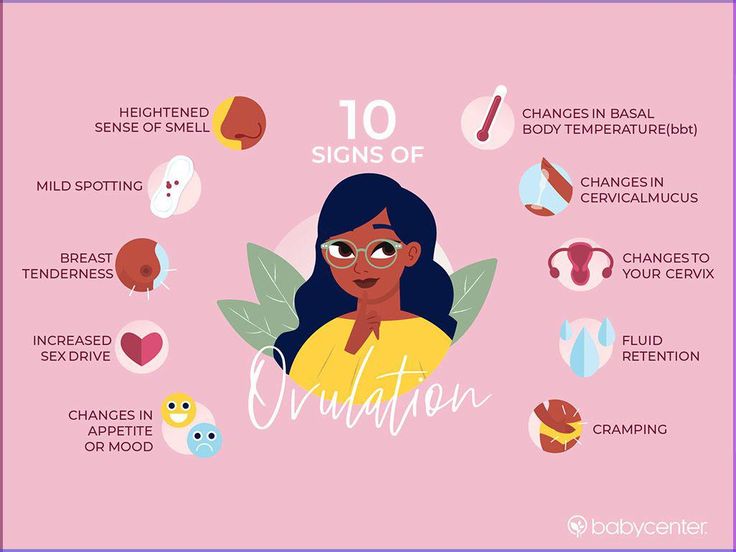 10
SIGNS OF
Ovulation
HEIGHTENED
SENSE OF SMELL
MILD SPOTTING
BREAST
TENDERNESS
INCREASED
SEX DRIVE
CHANGES IN
APPETITE
OR MOOD
CHANGES IN BASAL
BODY TEMPERATURE(bbt)
CHANGES IN
CERVICALMUCUS
CHANGES TO
YOUR CERVIX
FLUID
RETENTION
CRAMPING
babycenter